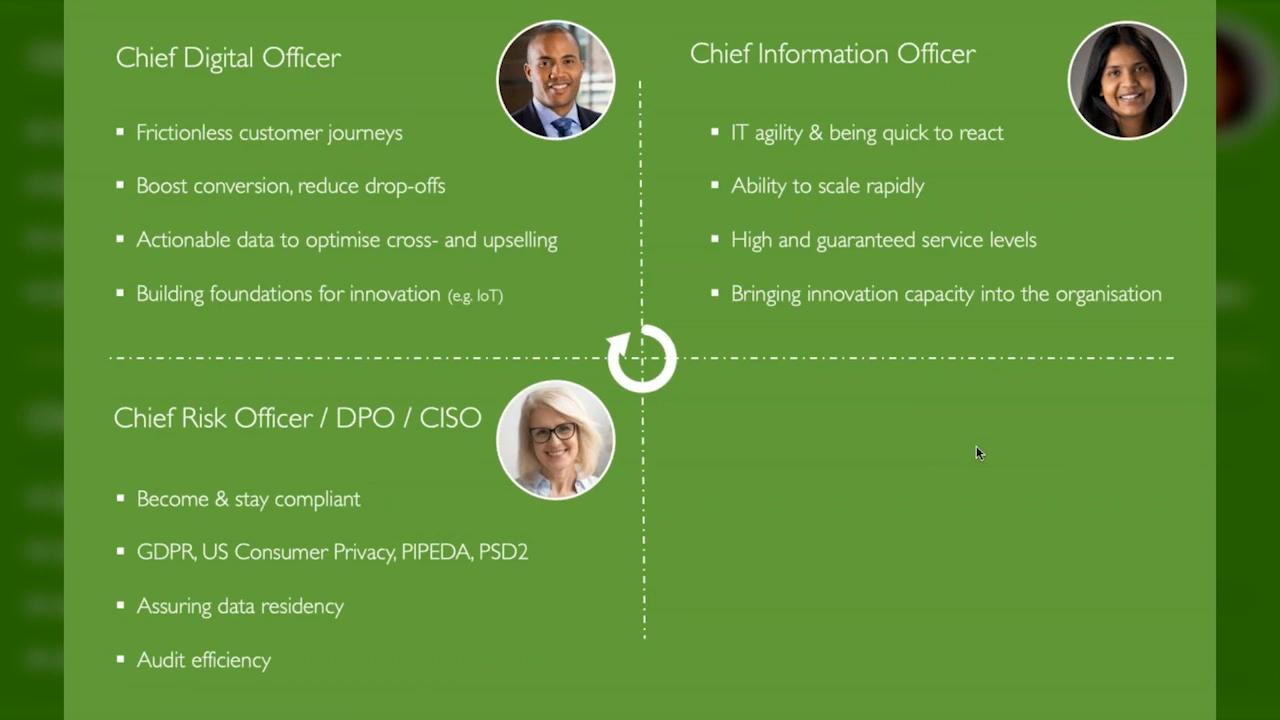 Chief Digital Officer
▪ Frictionless customer journeys
▪ Boost conversion, reduce drop-offs
▪ Actionable data to optimise cross- and upselling
▪ Building foundations for innovation (e.g. IoT)
Chief Information Officer
▪ IT agility & being quick to react
▪ Ability to scale rapidly
▪ High and guaranteed service levels
▪ Bringing innovation capacity into the organisation
Chief Risk Officer / DPO / CISO
▪ Become & stay compliant
▪ GDPR, US Consumer Privacy, PIPEDA, PSD2
▪ Assuring data residency
▪ Audit efficiency